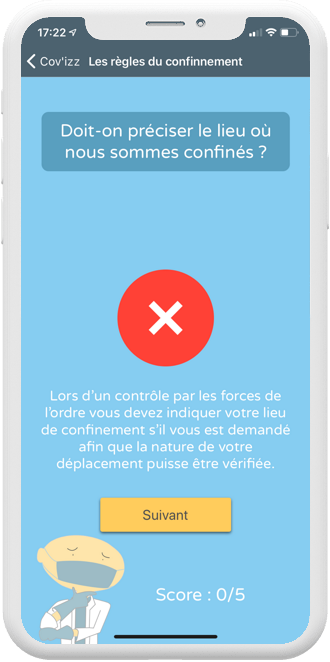 17:22
Cov'izz Les règles du confinnement
Doit-on préciser le lieu où
nous sommes confinés ?
Lors d'un contrôle par les forces de
l'ordre vous devez indiquer votre lieu
de confinement s'il vous est demandé
afin que la nature de votre
déplacement puisse être vérifiée.
Suivant
Score : 0/5